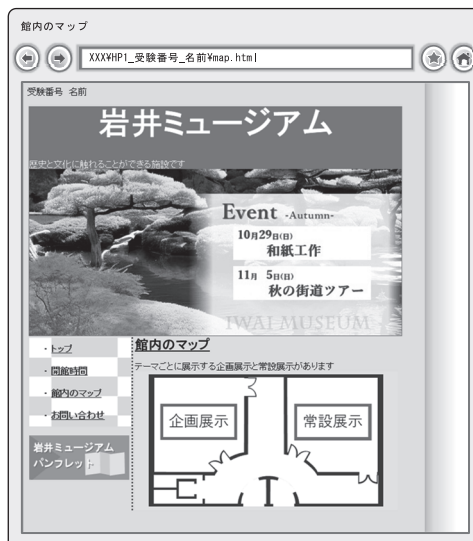 館内のマップ
XXX¥HP1_受験番号_名前¥map.html
受験番号 名前
岩井ミュージアム
歴史と文化に触れることができる施設です
Event -Autumn-
10月29日(日)
和紙工作
11月 5日(日)
秋の街道ツアー
IWAI MUSEUM
・トップ
・開館時間
・館内のマップ
・お問い合わせ
岩井ミュージアム
パンフレット
館内のマップ
テーマごとに展示する企画展示と常設展示があります
企画展示
常設展示